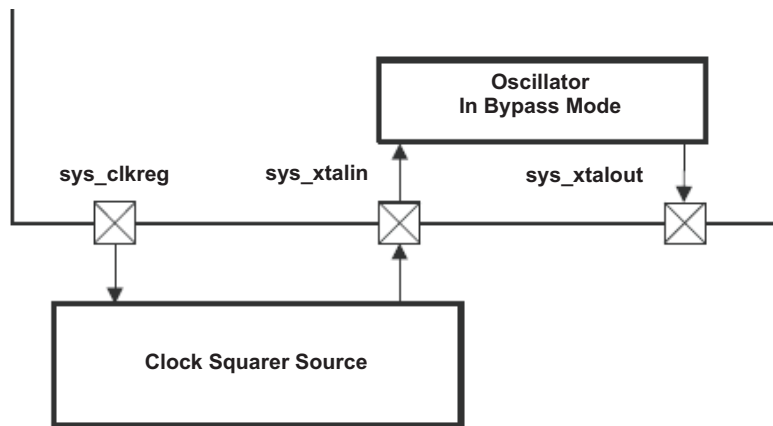 Oscillator
In Bypass Mode
sys_clkreg
sys_xtalin
sys_xtalout
Clock Squarer Source